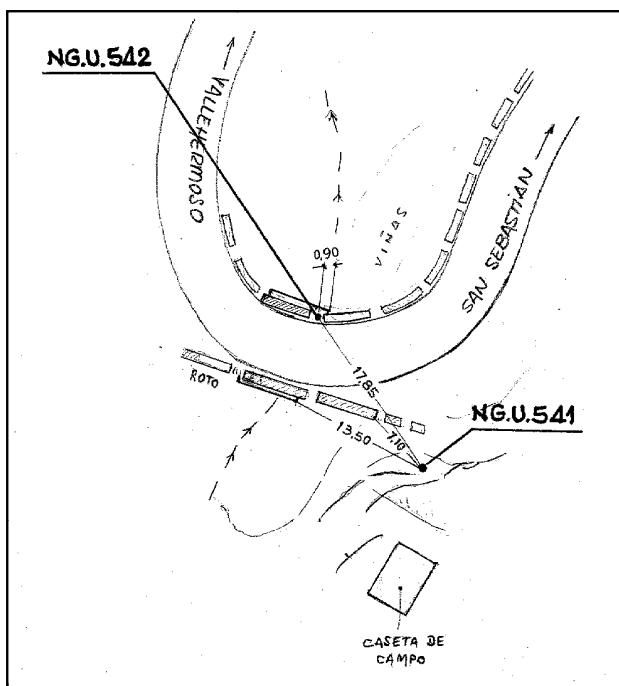 NG.U.542
VALLEHERMOSO
VIÑAS
0,90
SAN SEBASTIAN
17,85
ROTO
13.50
7,10
NG.U.541
CASETA DE
CAMPO